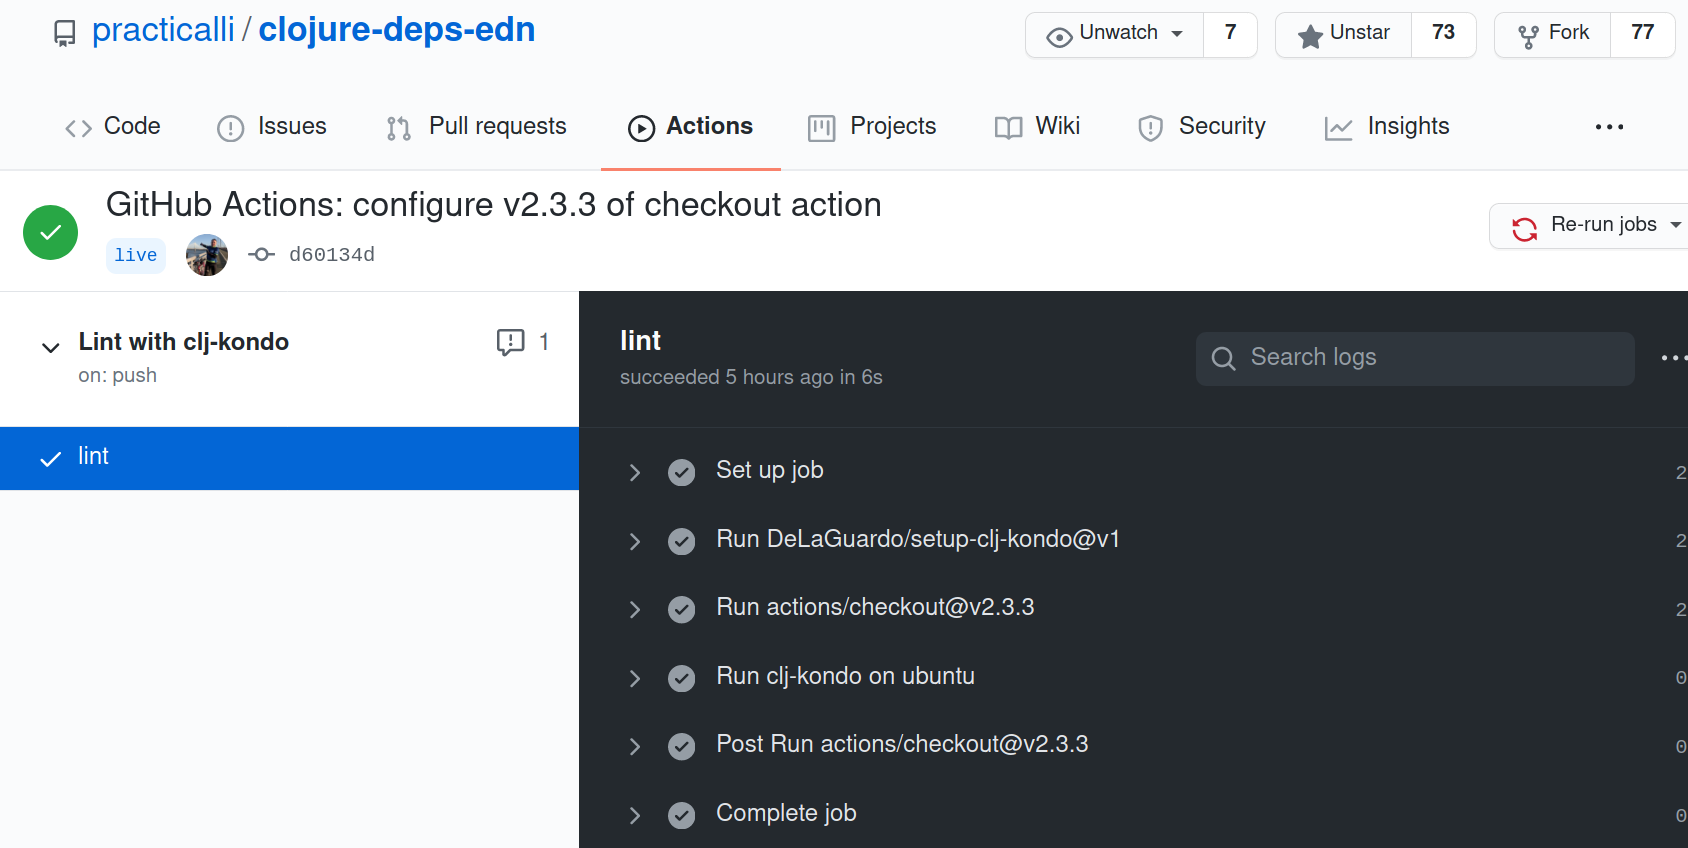 practicalli / clojure-deps-edn
Unwatch 7 Unstar 73 Fork 77
Code Issues Pull requests Actions Projects Wiki Security Insights
GitHub Actions: configure v2.3.3 of checkout action
live d60134d
Re-run jobs
Lint with clj-kondo 1
on: push
lint
lint
succeeded 5 hours ago in 6s
Search logs
Set up job 2
Run DeLaGuardo/setup-clj-kondo@v1 2
Run actions/checkout@v2.3.3 2
Run clj-kondo on ubuntu 0
Post Run actions/checkout@v2.3.3 0
Complete job 0